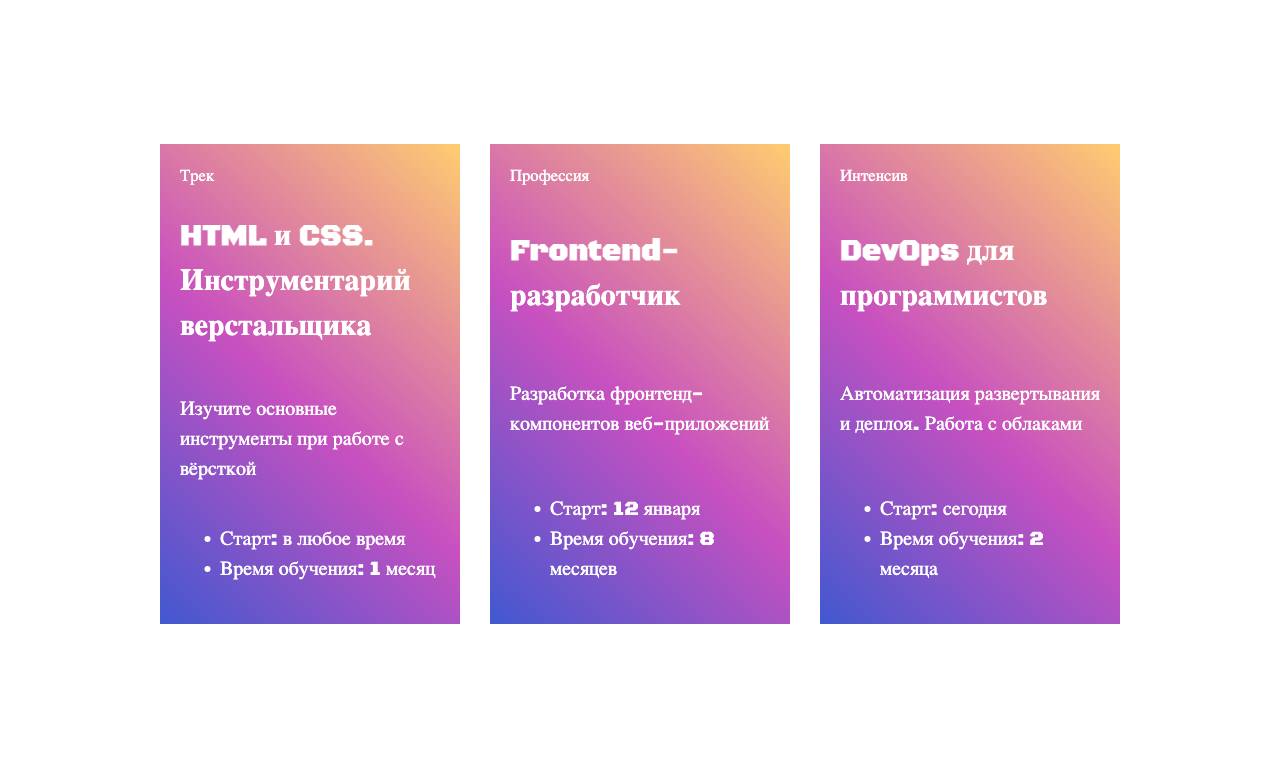 Трек
HTML и CSS.
Инструментарий
верстальщика
Изучите основные
инструменты при работе с
вёрсткой
• Старт: в любое время
• Время обучения: 1 месяц
Профессия
Frontend-
разработчик
Разработка фронтенд-
компонентов веб-приложений
• Старт: 12 января
• Время обучения: 8
месяцев
Интенсив
DevOps для
программистов
Автоматизация развертывания
и деплоя. Работа с облаками
• Старт: сегодня
• Время обучения: 2
месяца